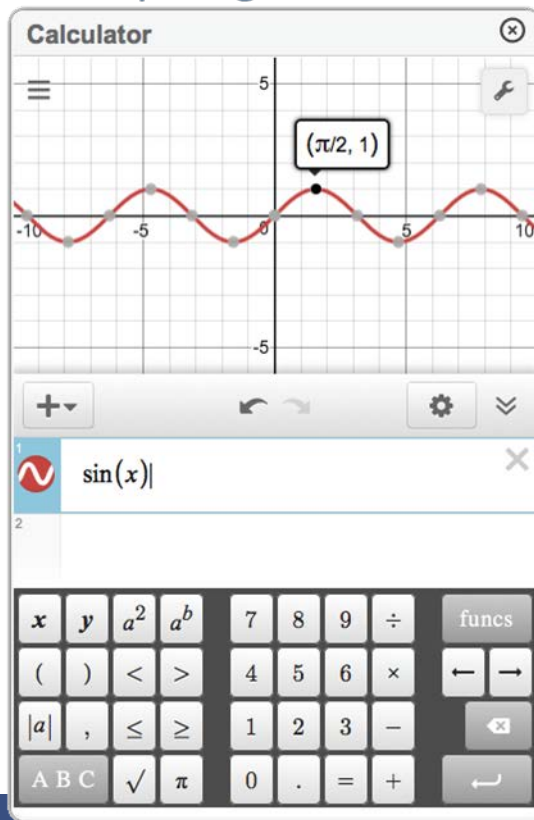 Calculator
5
(π/2, 1)
-10 -5 0 5 10
-5
1
sin(x)
2
x y a² aᵇ 7 8 9 ÷ funcs
( ) < > 4 5 6 × ← →
|a| , ≤ ≥ 1 2 3 −
A B C √ π 0 . = +